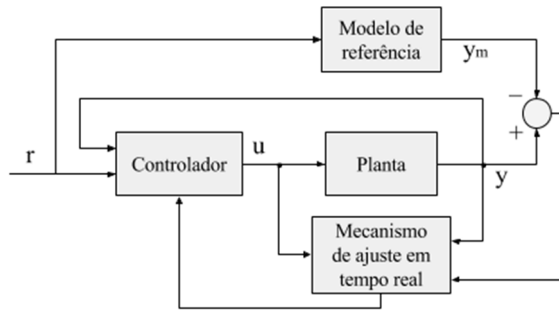 Modelo de
referência
ym
r
Controlador
u
Planta
y
−
+
Mecanismo
de ajuste em
tempo real